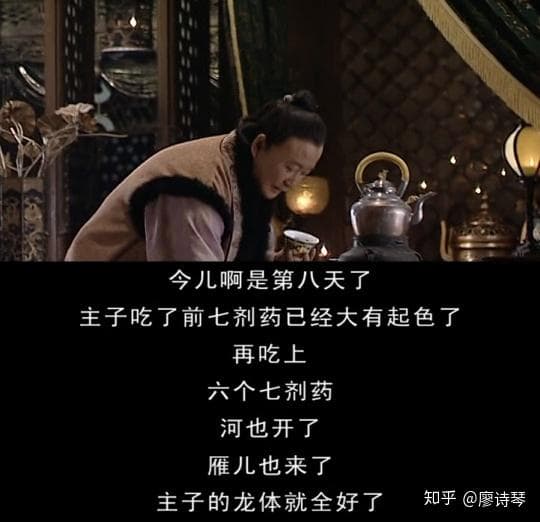 今儿啊是第八天了
主子吃了前七剂药已经大有起色了
再吃上
六个七剂药
河也开了
雁儿也来了
主子的龙体就全好了
知乎 @廖诗琴